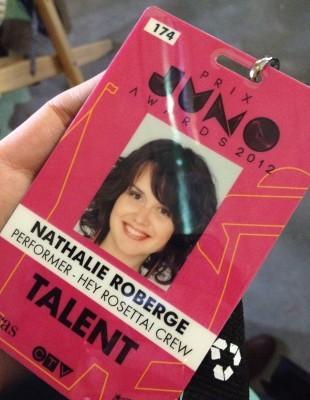 174
PRIX
JUNO
AWARDS 2012
NATHALIE ROBERGE
PERFORMER - HEY ROSETTA! CREW
TALENT
CTV